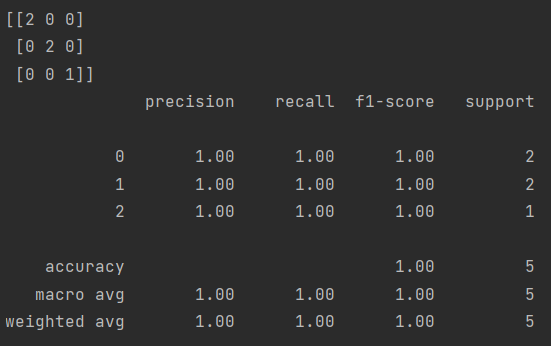 [[2 0 0]
[0 2 0]
[0 0 1]]
precision recall f1-score support
0 1.00 1.00 1.00 2
1 1.00 1.00 1.00 2
2 1.00 1.00 1.00 1
accuracy 1.00 5
macro avg 1.00 1.00 1.00 5
weighted avg 1.00 1.00 1.00 5